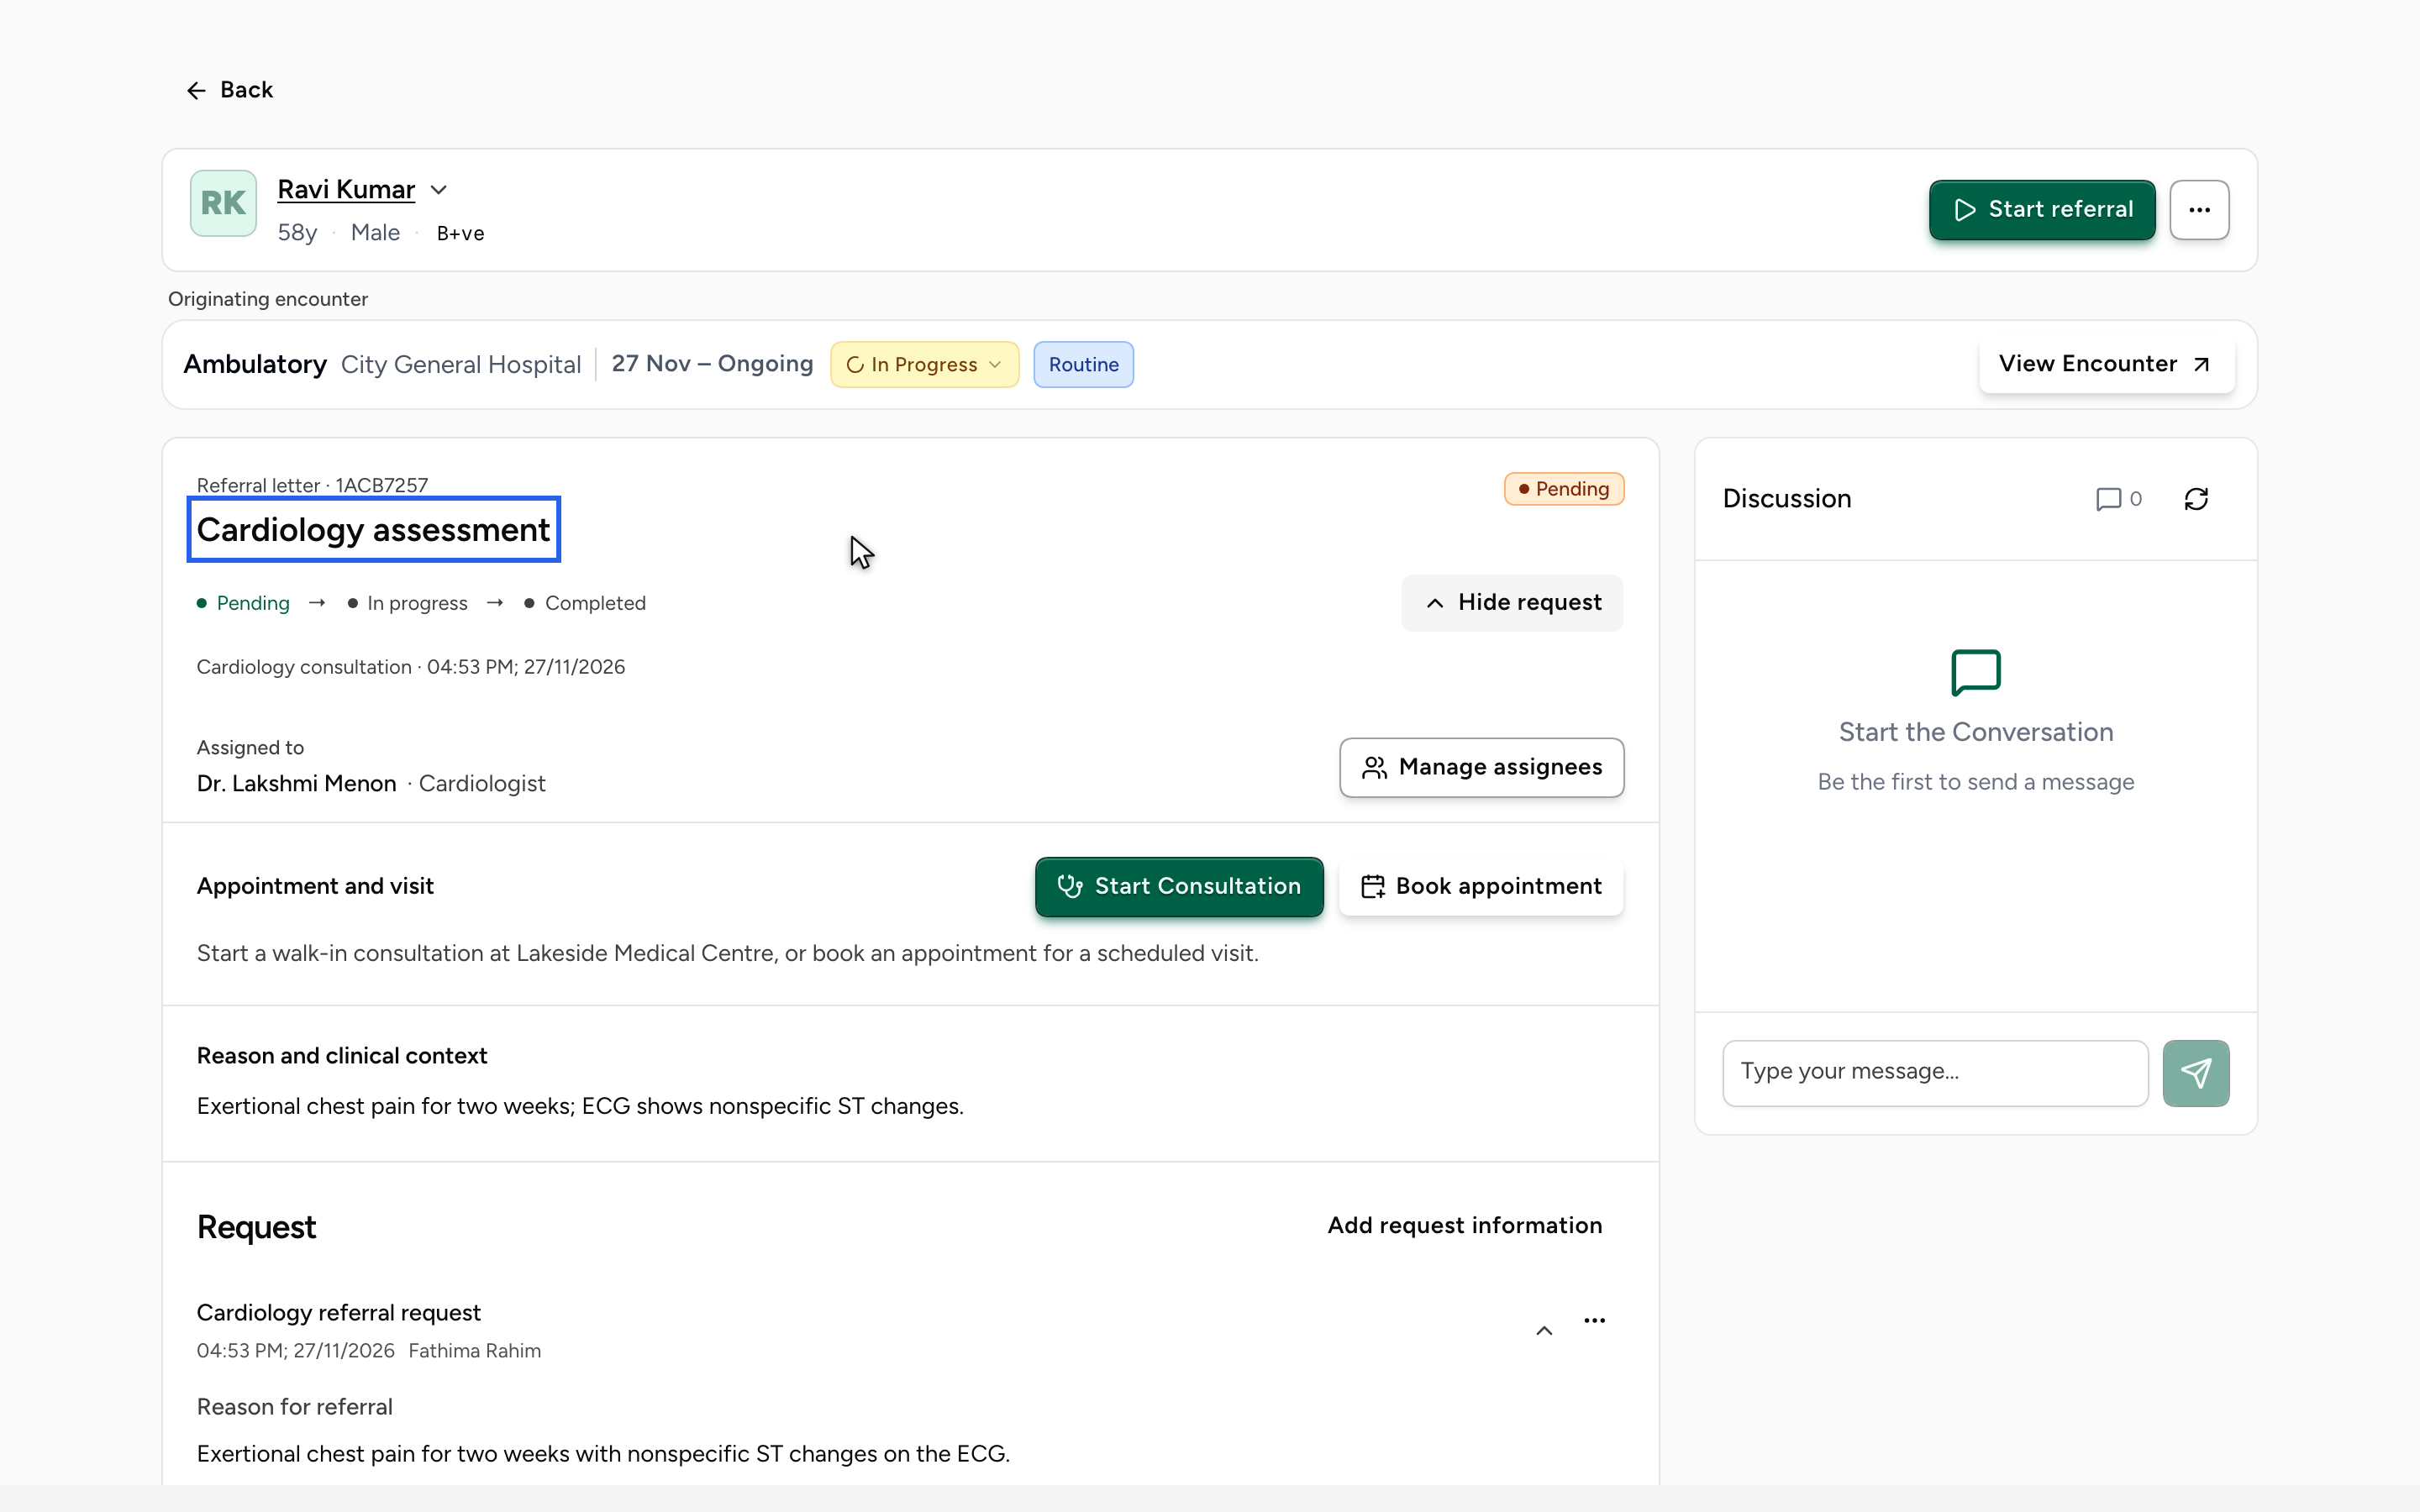 Back
RK
Ravi Kumar
58y · Male · B+ve
Start referral
Originating encounter
Ambulatory City General Hospital 27 Nov – Ongoing In Progress Routine
View Encounter
Referral letter · 1ACB7257
Pending
Cardiology assessment
Pending → In progress → Completed
Hide request
Cardiology consultation · 04:53 PM; 27/11/2026
Assigned to
Dr. Lakshmi Menon · Cardiologist
Manage assignees
Appointment and visit
Start Consultation
Book appointment
Start a walk-in consultation at Lakeside Medical Centre, or book an appointment for a scheduled visit.
Reason and clinical context
Exertional chest pain for two weeks; ECG shows nonspecific ST changes.
Request
Add request information
Cardiology referral request
04:53 PM; 27/11/2026 Fathima Rahim
Reason for referral
Exertional chest pain for two weeks with nonspecific ST changes on the ECG.
Discussion
0
Start the Conversation
Be the first to send a message
Type your message...